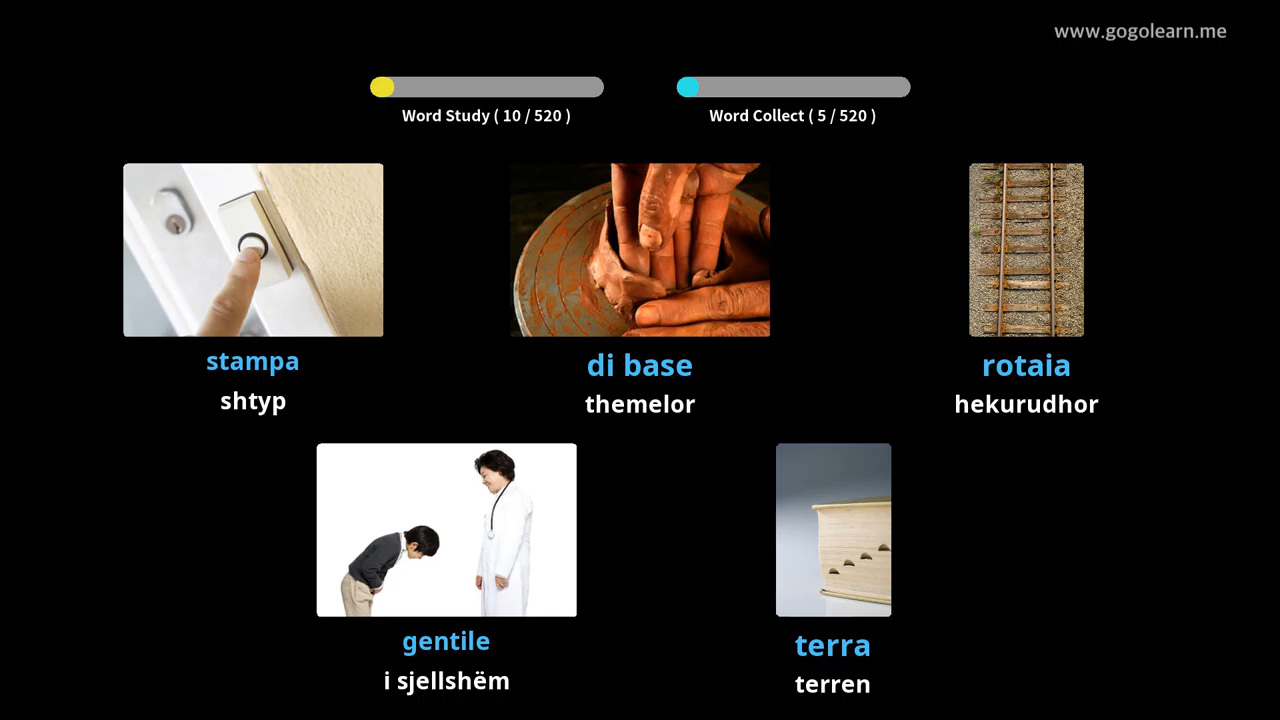 www.gogolearn.me
Word Study ( 10 / 520 )
Word Collect ( 5 / 520 )
stampa
shtyp
di base
themelor
rotaia
hekurudhor
gentile
i sjellshëm
terra
terren